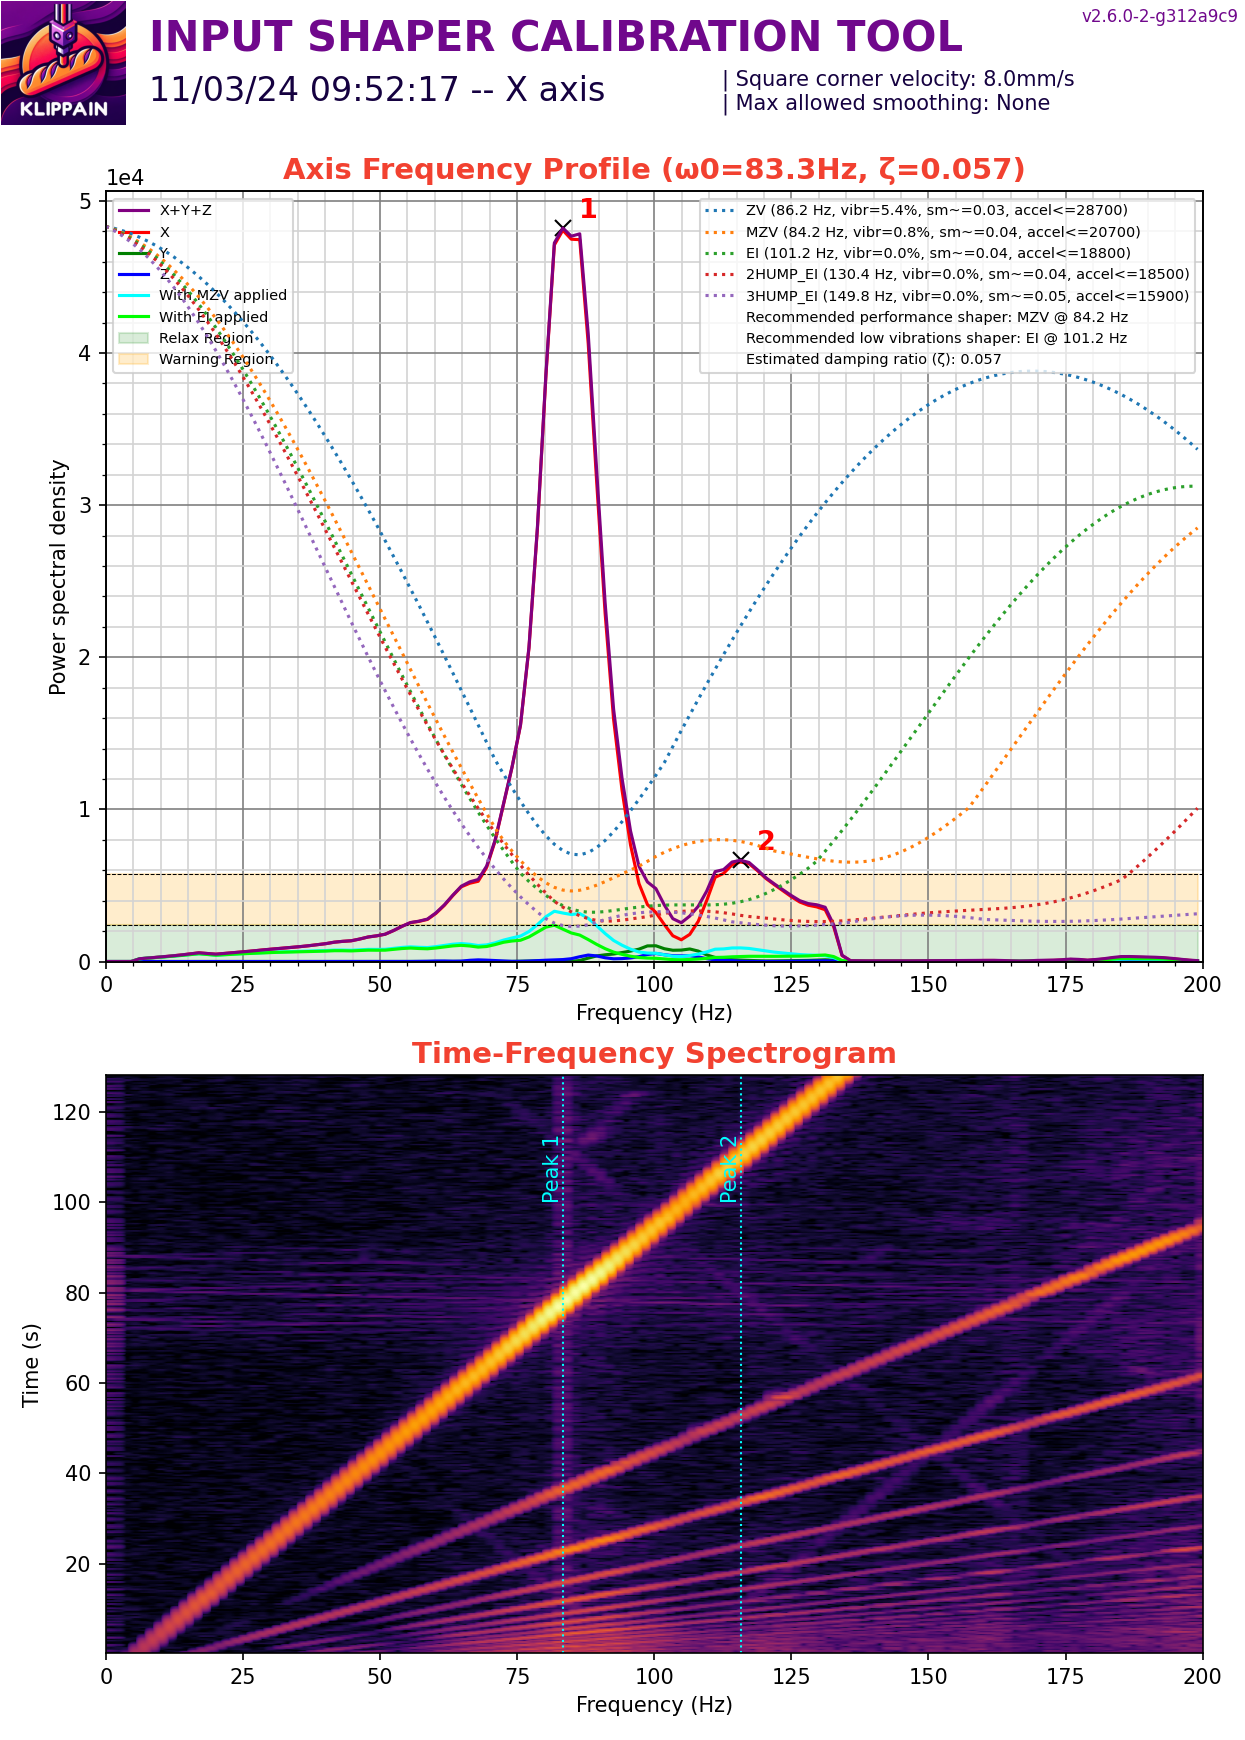 v2.6.0-2-g312a9c9
INPUT SHAPER CALIBRATION TOOL
11/03/24 09:52:17 -- X axis
| Square corner velocity: 8.0mm/s
| Max allowed smoothing: None
KLIPPAIN
Axis Frequency Profile (ω0=83.3Hz, ζ=0.057)
1e4
5
4
3
2
1
0
Power spectral density
X+Y+Z
X
Y
Z
With MZV applied
With EI applied
Relax Region
Warning Region
ZV (86.2 Hz, vibr=5.4%, sm~=0.03, accel<=28700)
MZV (84.2 Hz, vibr=0.8%, sm~=0.04, accel<=20700)
EI (101.2 Hz, vibr=0.0%, sm~=0.04, accel<=18800)
2HUMP_EI (130.4 Hz, vibr=0.0%, sm~=0.04, accel<=18500)
3HUMP_EI (149.8 Hz, vibr=0.0%, sm~=0.05, accel<=15900)
Recommended performance shaper: MZV @ 84.2 Hz
Recommended low vibrations shaper: EI @ 101.2 Hz
Estimated damping ratio (ζ): 0.057
1
2
0 25 50 75 100 125 150 175 200
Frequency (Hz)
Time-Frequency Spectrogram
120
100
80
60
40
20
Time (s)
Peak 1
Peak 2
0 25 50 75 100 125 150 175 200
Frequency (Hz)